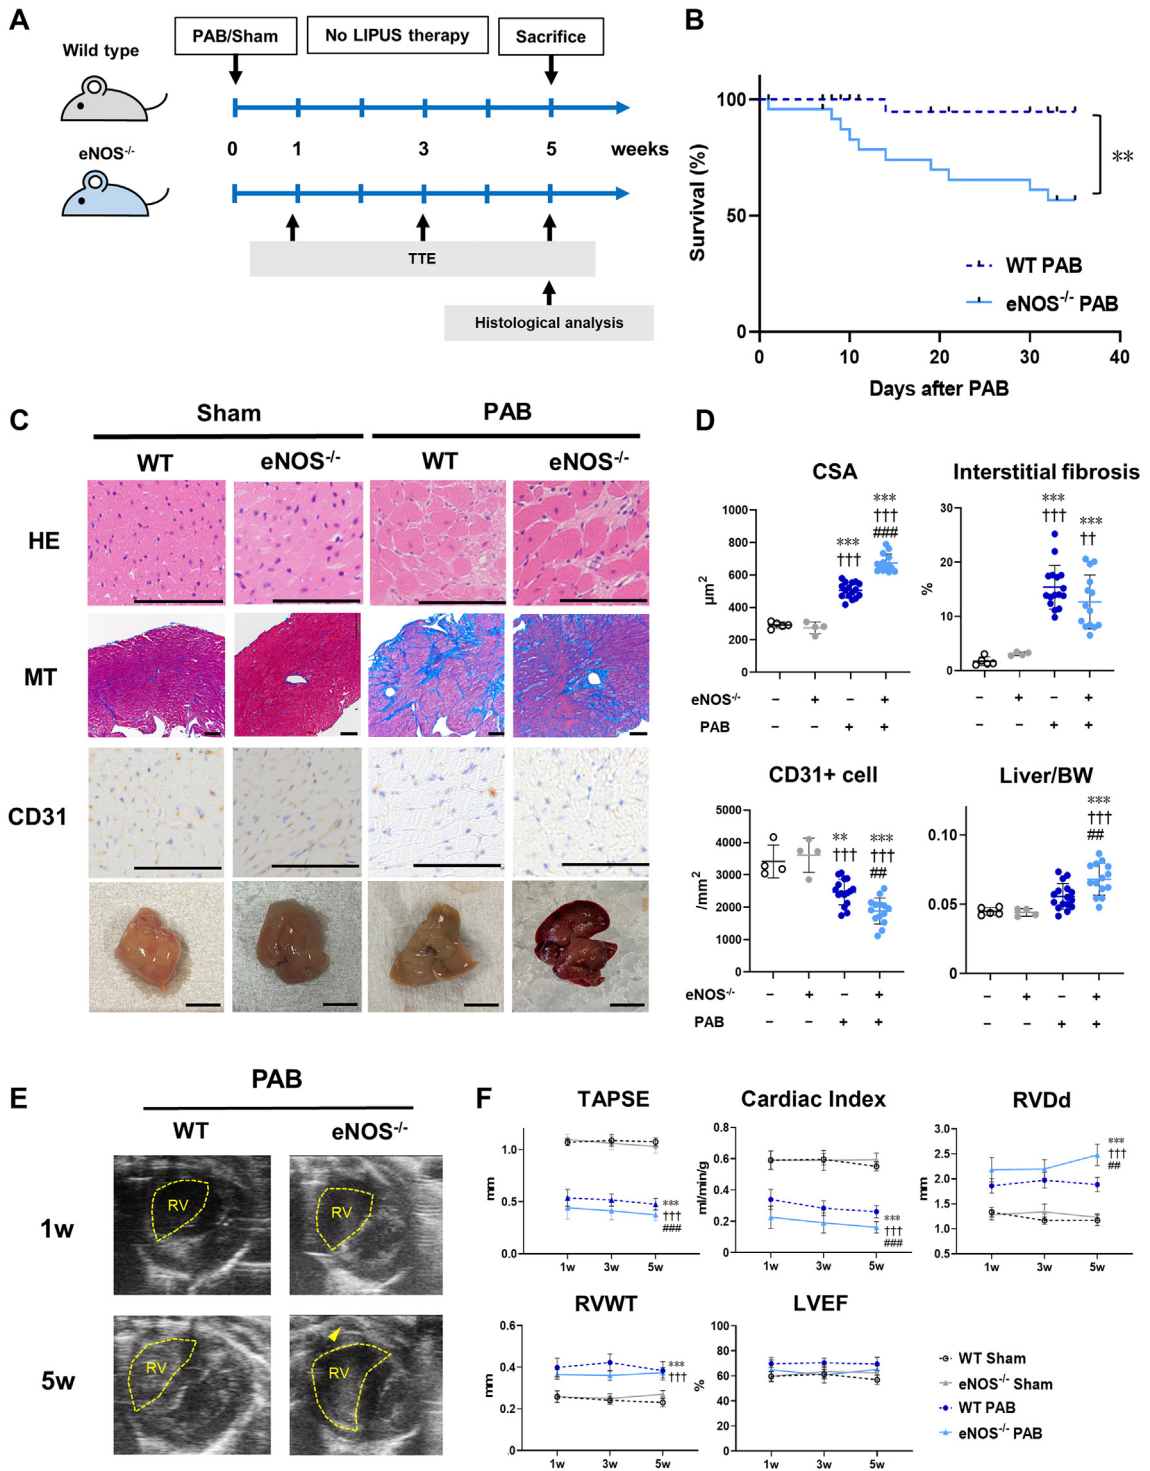 A
PAB/Sham
No LIPUS therapy
Sacrifice
Wild type
0
1
3
5
weeks
eNOS-/-
TTE
Histological analysis
B
Survival (%)
100
50
0
**
WT PAB
eNOS-/- PAB
0
10
20
30
40
Days after PAB
C
Sham
PAB
WT
eNOS-/-
WT
eNOS-/-
HE
MT
CD31
D
CSA
μm2
1000
800
600
400
200
0
***
†††
***
†††
###
eNOS-/-
− + − +
PAB
− − + +
Interstitial fibrosis
%
30
20
10
0
***
†††
***
††
− + − +
− − + +
CD31+ cell
/mm2
5000
4000
3000
2000
1000
0
**
†††
***
†††
##
eNOS-/-
− + − +
PAB
− − + +
Liver/BW
0.10
0.05
0
***
†††
##
− + − +
− − + +
E
PAB
WT
eNOS-/-
1w
RV
RV
5w
RV
RV
F
TAPSE
mm
1.0
0.5
0.0
***
†††
###
1w 3w 5w
Cardiac Index
ml/min/g
0.8
0.6
0.4
0.2
0
***
†††
###
1w 3w 5w
RVDd
mm
3.0
2.5
2.0
1.5
1.0
0.5
***
†††
##
1w 3w 5w
RVWT
mm
0.6
0.4
0.2
.0
***
†††
1w 3w 5w
LVEF
%
100
80
60
40
20
0
1w 3w 5w
WT Sham
eNOS-/- Sham
WT PAB
eNOS-/- PAB